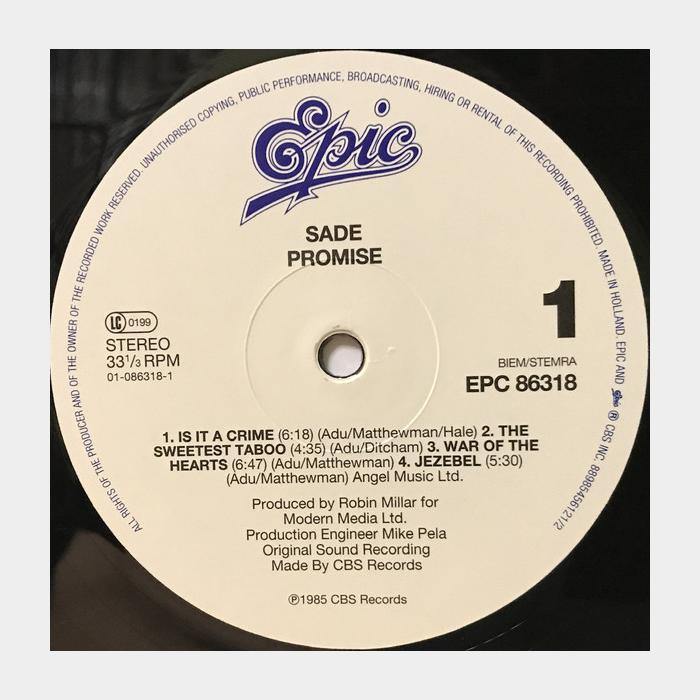 ALL RIGHTS OF THE PRODUCER AND OF THE OWNER OF THE RECORDED WORK RESERVED. UNAUTHORISED COPYING, PUBLIC PERFORMANCE, BROADCASTING, HIRING OR RENTAL OF THIS RECORDING PROHIBITED. MADE IN HOLLAND. EPIC AND Epic ® CBS INC. 88985456121/2
Epic
SADE
PROMISE
1
LC 0199
STEREO
33 1/3 RPM
01-086318-1
BIEM/STEMRA
EPC 86318
1. IS IT A CRIME (6:18) (Adu/Matthewman/Hale) 2. THE
SWEETEST TABOO (4:35) (Adu/Ditcham) 3. WAR OF THE
HEARTS (6:47) (Adu/Matthewman) 4. JEZEBEL (5:30)
(Adu/Matthewman) Angel Music Ltd.
Produced by Robin Millar for
Modern Media Ltd.
Production Engineer Mike Pela
Original Sound Recording
Made By CBS Records
℗1985 CBS Records